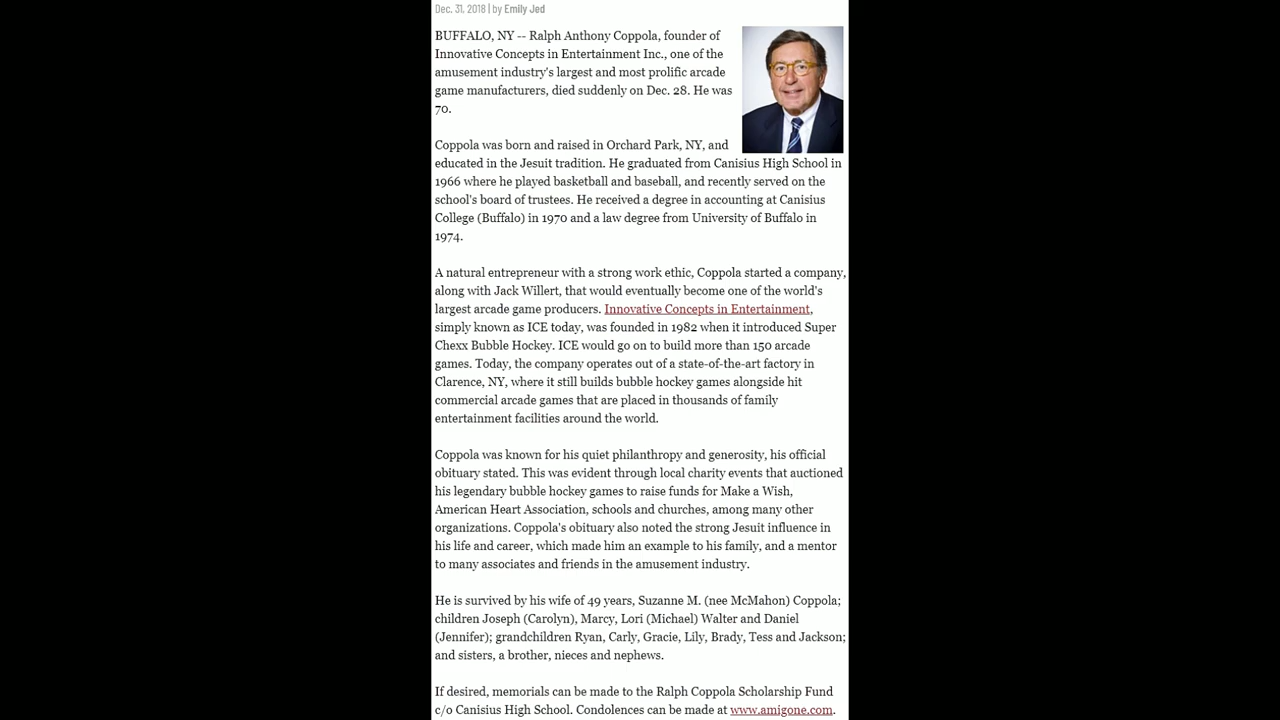 Dec. 31, 2018 | by Emily Jed
BUFFALO, NY -- Ralph Anthony Coppola, founder of
Innovative Concepts in Entertainment Inc., one of the
amusement industry's largest and most prolific arcade
game manufacturers, died suddenly on Dec. 28. He was
70.
Coppola was born and raised in Orchard Park, NY, and
educated in the Jesuit tradition. He graduated from Canisius High School in
1966 where he played basketball and baseball, and recently served on the
school's board of trustees. He received a degree in accounting at Canisius
College (Buffalo) in 1970 and a law degree from University of Buffalo in
1974.
A natural entrepreneur with a strong work ethic, Coppola started a company,
along with Jack Willert, that would eventually become one of the world's
largest arcade game producers. Innovative Concepts in Entertainment,
simply known as ICE today, was founded in 1982 when it introduced Super
Chexx Bubble Hockey. ICE would go on to build more than 150 arcade
games. Today, the company operates out of a state-of-the-art factory in
Clarence, NY, where it still builds bubble hockey games alongside hit
commercial arcade games that are placed in thousands of family
entertainment facilities around the world.
Coppola was known for his quiet philanthropy and generosity, his official
obituary stated. This was evident through local charity events that auctioned
his legendary bubble hockey games to raise funds for Make a Wish,
American Heart Association, schools and churches, among many other
organizations. Coppola's obituary also noted the strong Jesuit influence in
his life and career, which made him an example to his family, and a mentor
to many associates and friends in the amusement industry.
He is survived by his wife of 49 years, Suzanne M. (nee McMahon) Coppola;
children Joseph (Carolyn), Marcy, Lori (Michael) Walter and Daniel
(Jennifer); grandchildren Ryan, Carly, Gracie, Lily, Brady, Tess and Jackson;
and sisters, a brother, nieces and nephews.
If desired, memorials can be made to the Ralph Coppola Scholarship Fund
c/o Canisius High School. Condolences can be made at www.amigone.com.